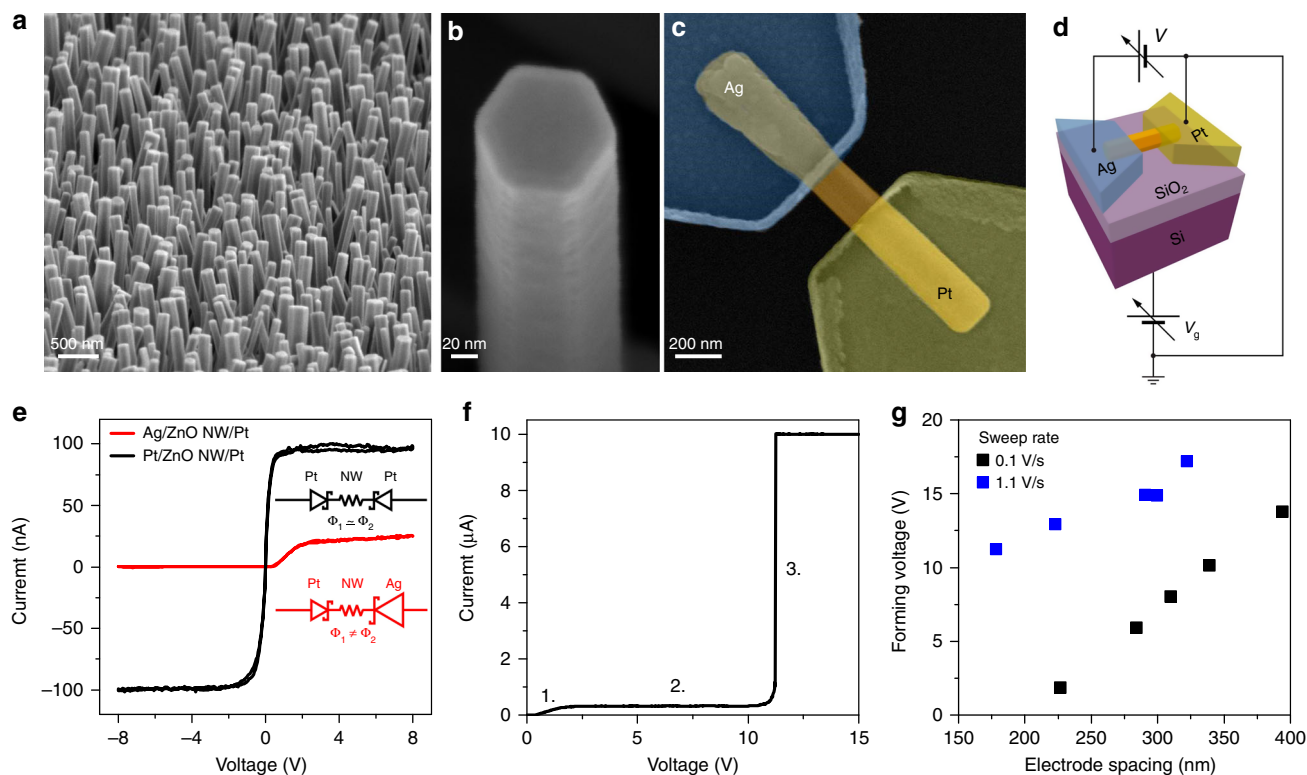 a
500 nm
b
20 nm
c
Ag
Pt
200 nm
d
V
Ag
Pt
SiO₂
Si
Vg
e
Ag/ZnO NW/Pt
Pt/ZnO NW/Pt
Pt NW Pt
Φ₁ ≃ Φ₂
Pt NW Ag
Φ₁ ≠ Φ₂
Curremt (nA)
100
50
0
−50
−100
−8 −4 0 4 8
Voltage (V)
f
Curremt (μA)
10
8
6
4
2
0
1.
2.
3.
0 5 10 15
Voltage (V)
g
Sweep rate
0.1 V/s
1.1 V/s
Forming voltage (V)
20
15
10
5
0
150 200 250 300 350 400
Electrode spacing (nm)